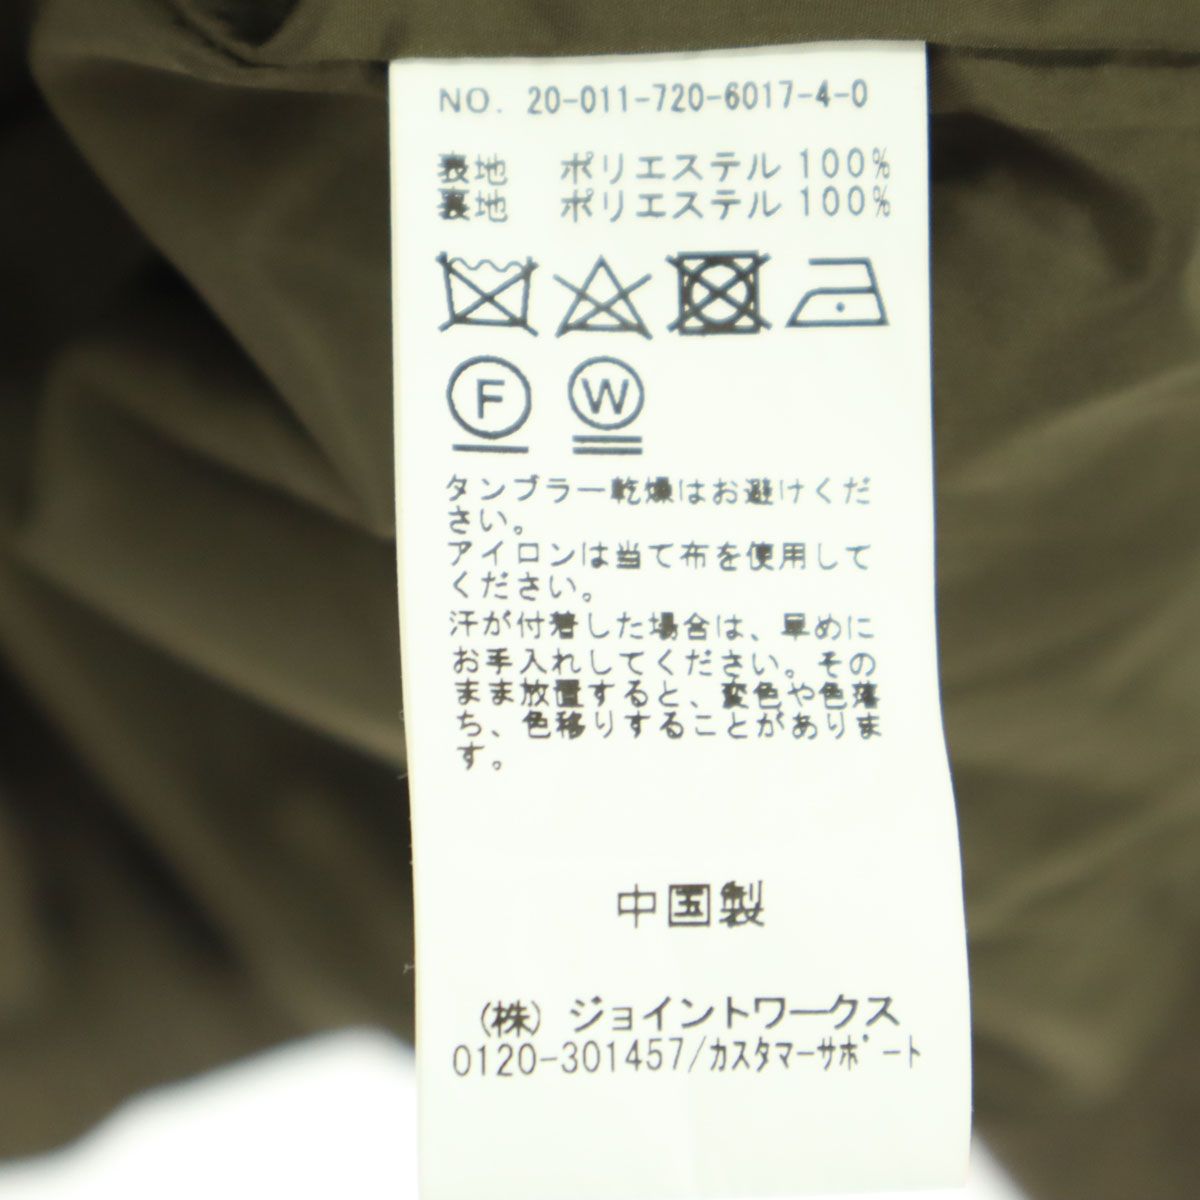 NO. 20-011-720-6017-4-0
表地 ポリエステル 100%
裏地 ポリエステル 100%
F W
タンブラー乾燥はお避けくだ
さい。
アイロンは当て布を使用して
ください。
汗が付着した場合は、早めに
お手入れしてください。その
まま放置すると、変色や色落
ち、色移りすることがありま
す。
中国製
(株) ジョイントワークス
0120-301457/カスタマーサポート